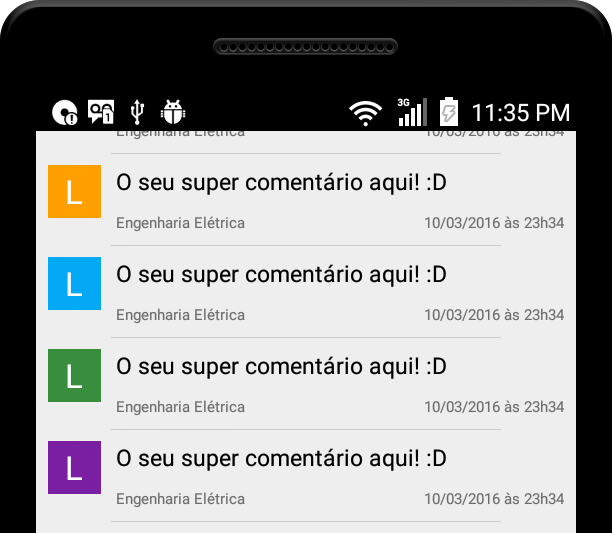 3G 11:35 PM
Engenharia Elétrica 10/03/2016 às 23h34
L O seu super comentário aqui! :D
Engenharia Elétrica 10/03/2016 às 23h34
L O seu super comentário aqui! :D
Engenharia Elétrica 10/03/2016 às 23h34
L O seu super comentário aqui! :D
Engenharia Elétrica 10/03/2016 às 23h34
L O seu super comentário aqui! :D
Engenharia Elétrica 10/03/2016 às 23h34